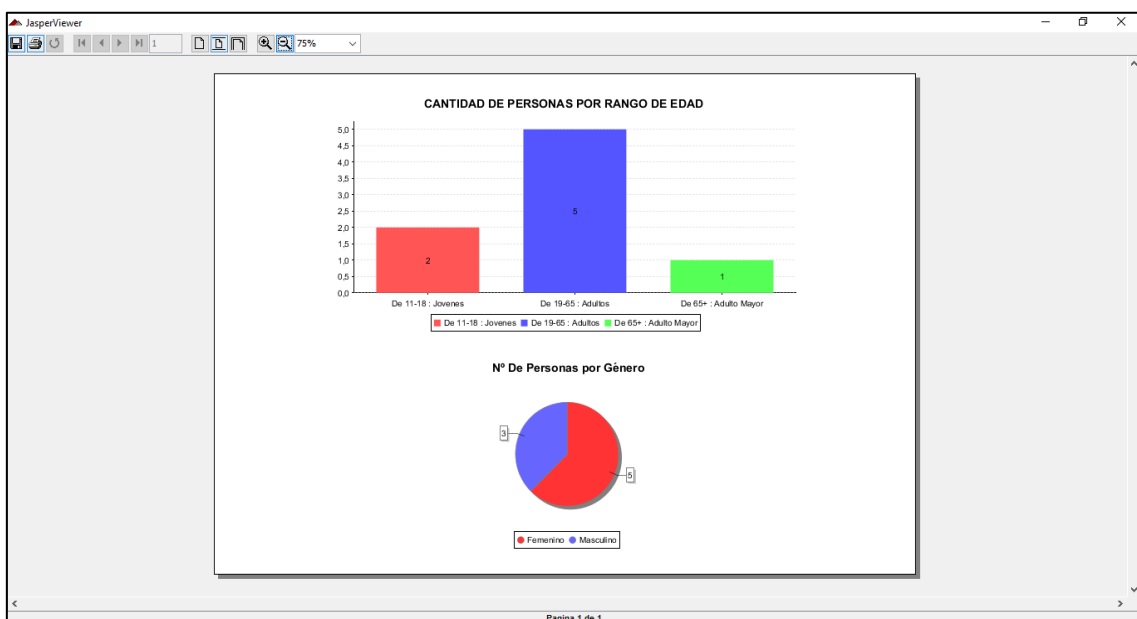 JasperViewer
1
75%
CANTIDAD DE PERSONAS POR RANGO DE EDAD
5,0
4,5
4,0
3,5
3,0
2,5
2,0
1,5
1,0
0,5
0,0
2
5
1
De 11-18 : Jovenes
De 19-65 : Adultos
De 65+ : Adulto Mayor
De 11-18 : Jovenes De 19-65 : Adultos De 65+ : Adulto Mayor
Nº De Personas por Género
3
5
Femenino Masculino
Pagina 1 de 1